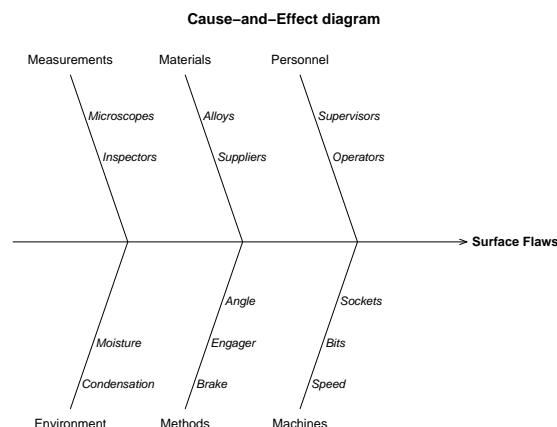 Cause−and−Effect diagram
Measurements Materials Personnel
Microscopes Alloys Supervisors
Inspectors Suppliers Operators
Surface Flaws
Angle Sockets
Moisture Engager Bits
Condensation Brake Speed
Environment Methods Machines